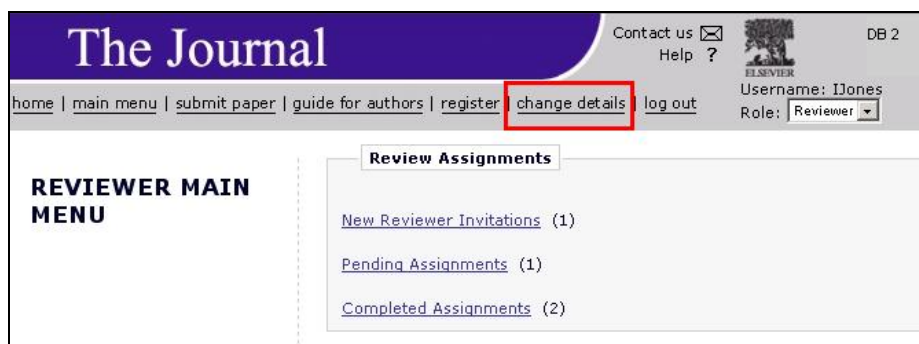 The Journal
Contact us
Help ?
ELSEVIER
DB 2
home | main menu | submit paper | guide for authors | register | change details | log out
Username: IJones
Role: Reviewer
REVIEWER MAIN
MENU
Review Assignments
New Reviewer Invitations (1)
Pending Assignments (1)
Completed Assignments (2)